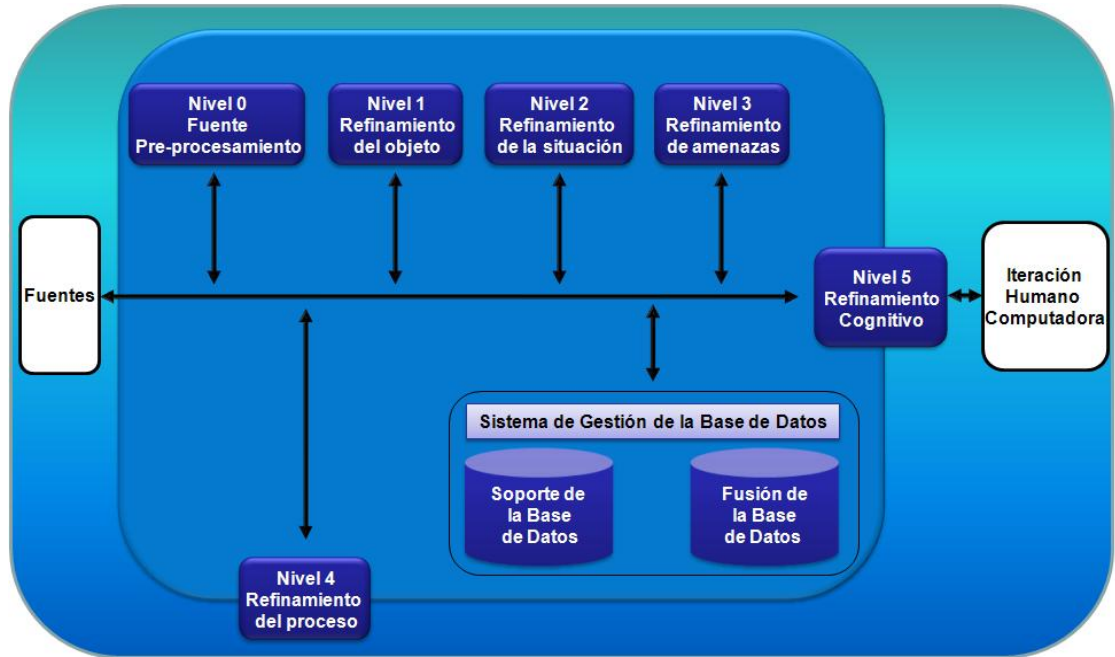 Nivel 0
Fuente
Pre-procesamiento
Nivel 1
Refinamiento
del objeto
Nivel 2
Refinamiento
de la situación
Nivel 3
Refinamiento
de amenazas
Fuentes
Nivel 5
Refinamiento
Cognitivo
Iteración
Humano
Computadora
Sistema de Gestión de la Base de Datos
Soporte de
la Base
de Datos
Fusión de
la Base
de Datos
Nivel 4
Refinamiento
del proceso